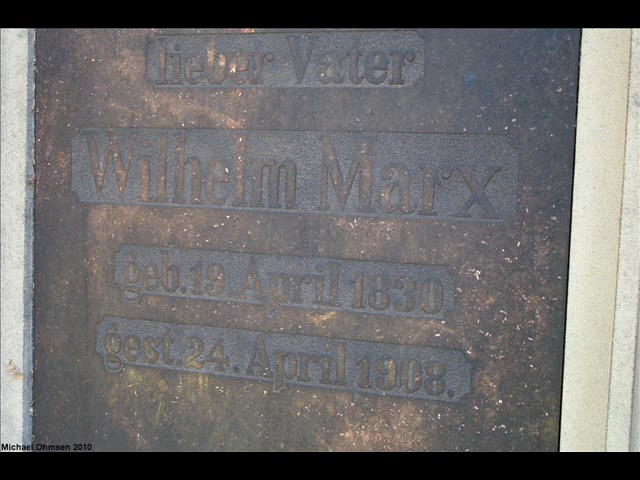 lieber Vater
Wilhelm Marx
geb. 19. April 1830
gest. 24. April 1908.
Michael Ohmsen 2010